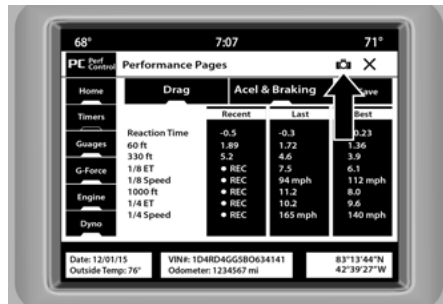 68° 7:07 71°
PC Perf Control Performance Pages
Home Drag Acel & Braking Save
Timers Recent Last Best
Reaction Time -0.5 -0.3 0.23
60 ft 1.89 1.72 1.36
Guages 330 ft 5.2 4.6 3.9
1/8 ET • REC 7.5 6.1
G-Force 1/8 Speed • REC 94 mph 112 mph
1000 ft • REC 11.2 8.0
Engine 1/4 ET • REC 10.2 9.6
1/4 Speed • REC 165 mph 140 mph
Dyno
Date: 12/01/15 VIN#: 1D4RD4GG5BO634141 83°13'44"N
Outside Temp: 76° Odometer: 1234567 mi 42°39'27"W